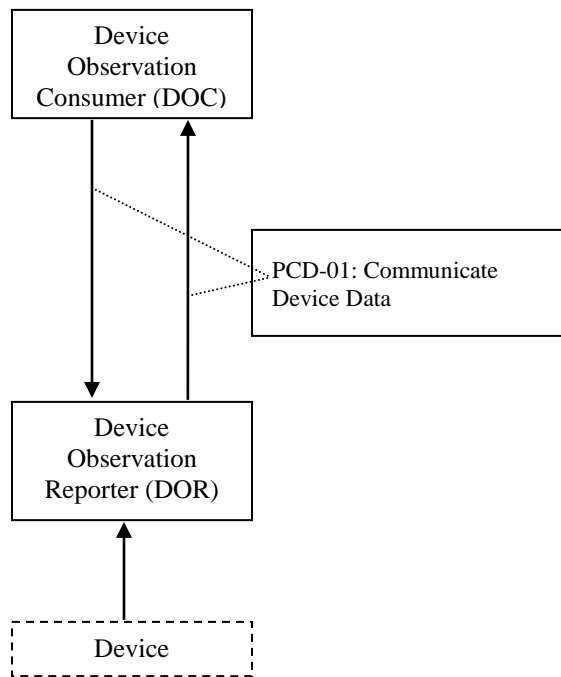 Device
Observation
Consumer (DOC)
PCD-01: Communicate
Device Data
Device
Observation
Reporter (DOR)
Device